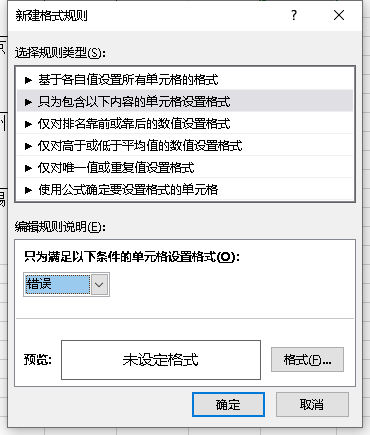 新建格式规则
?
选择规则类型(S):
► 基于各自值设置所有单元格的格式
► 只为包含以下内容的单元格设置格式
► 仅对排名靠前或靠后的数值设置格式
► 仅对高于或低于平均值的数值设置格式
► 仅对唯一值或重复值设置格式
► 使用公式确定要设置格式的单元格
编辑规则说明(E):
只为满足以下条件的单元格设置格式(O):
错误
预览:
未设定格式
格式(F)...
确定
取消